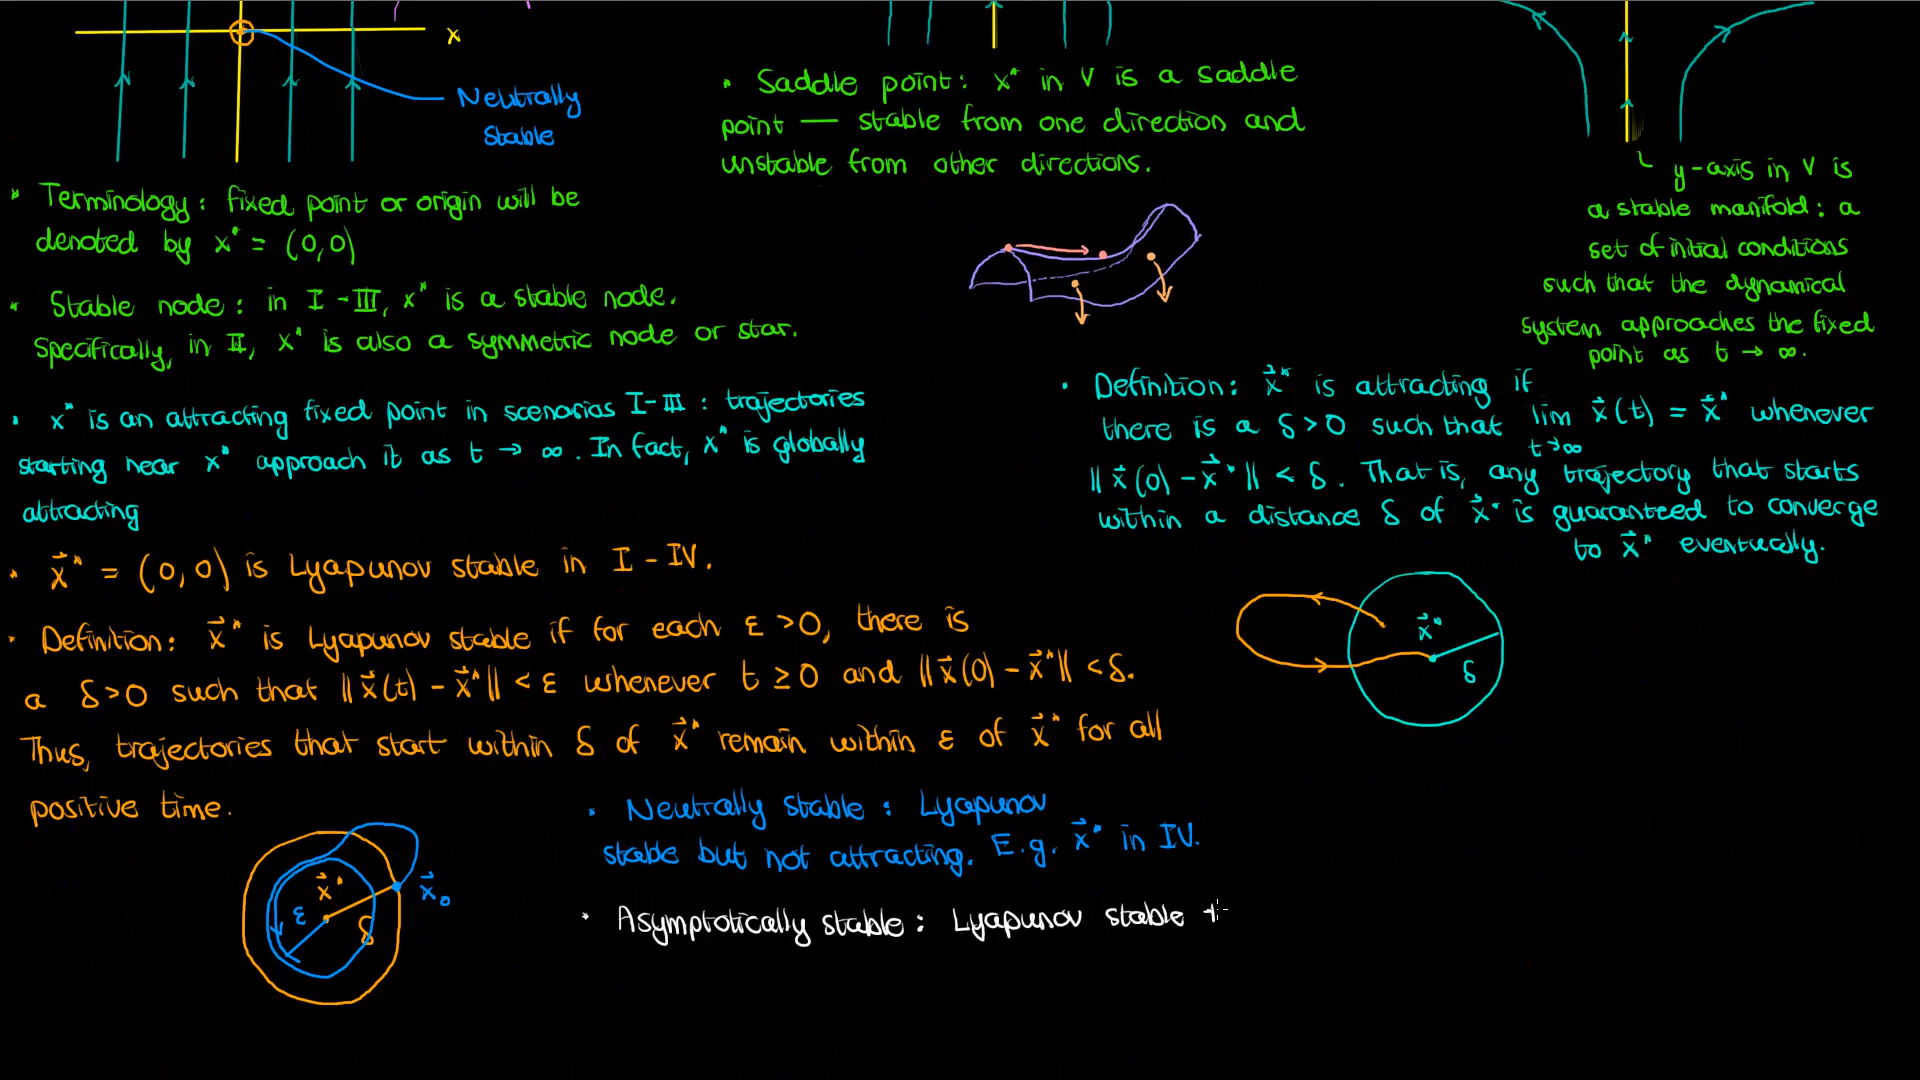 x
Neutrally
Stable
• Saddle point: x* in V is a saddle
point — stable from one direction and
unstable from other directions.
• Terminology: fixed point or origin will be
denoted by x* = (0,0)
• Stable node: in I - III, x* is a stable node.
Specifically, in II, x* is also a symmetric node or star.
y-axis in V is
a stable manifold: a
set of initial conditions
such that the dynamical
system approaches the fixed
point as t → ∞.
• x* is an attracting fixed point in scenarios I-III: trajectories
starting near x* approach it as t → ∞. In fact, x* is globally
attracting
• Definition: x⃗* is attracting if
there is a δ > 0 such that lim x⃗(t) = x⃗* whenever
t→∞
||x⃗(0) - x⃗*|| < δ. That is, any trajectory that starts
within a distance δ of x⃗* is guaranteed to converge
to x⃗* eventually.
x⃗*
δ
• x⃗* = (0,0) is Lyapunov stable in I - IV.
• Definition: x⃗* is Lyapunov stable if for each ε > 0, there is
a δ > 0 such that ||x⃗(t) - x⃗*|| < ε whenever t ≥ 0 and ||x⃗(0) - x⃗*|| < δ.
Thus, trajectories that start within δ of x⃗* remain within ε of x⃗* for all
positive time.
x⃗*
ε
δ
x⃗₀
• Neutrally stable: Lyapunov
stable but not attracting. E.g. x⃗* in IV.
• Asymptotically stable: Lyapunov stable +